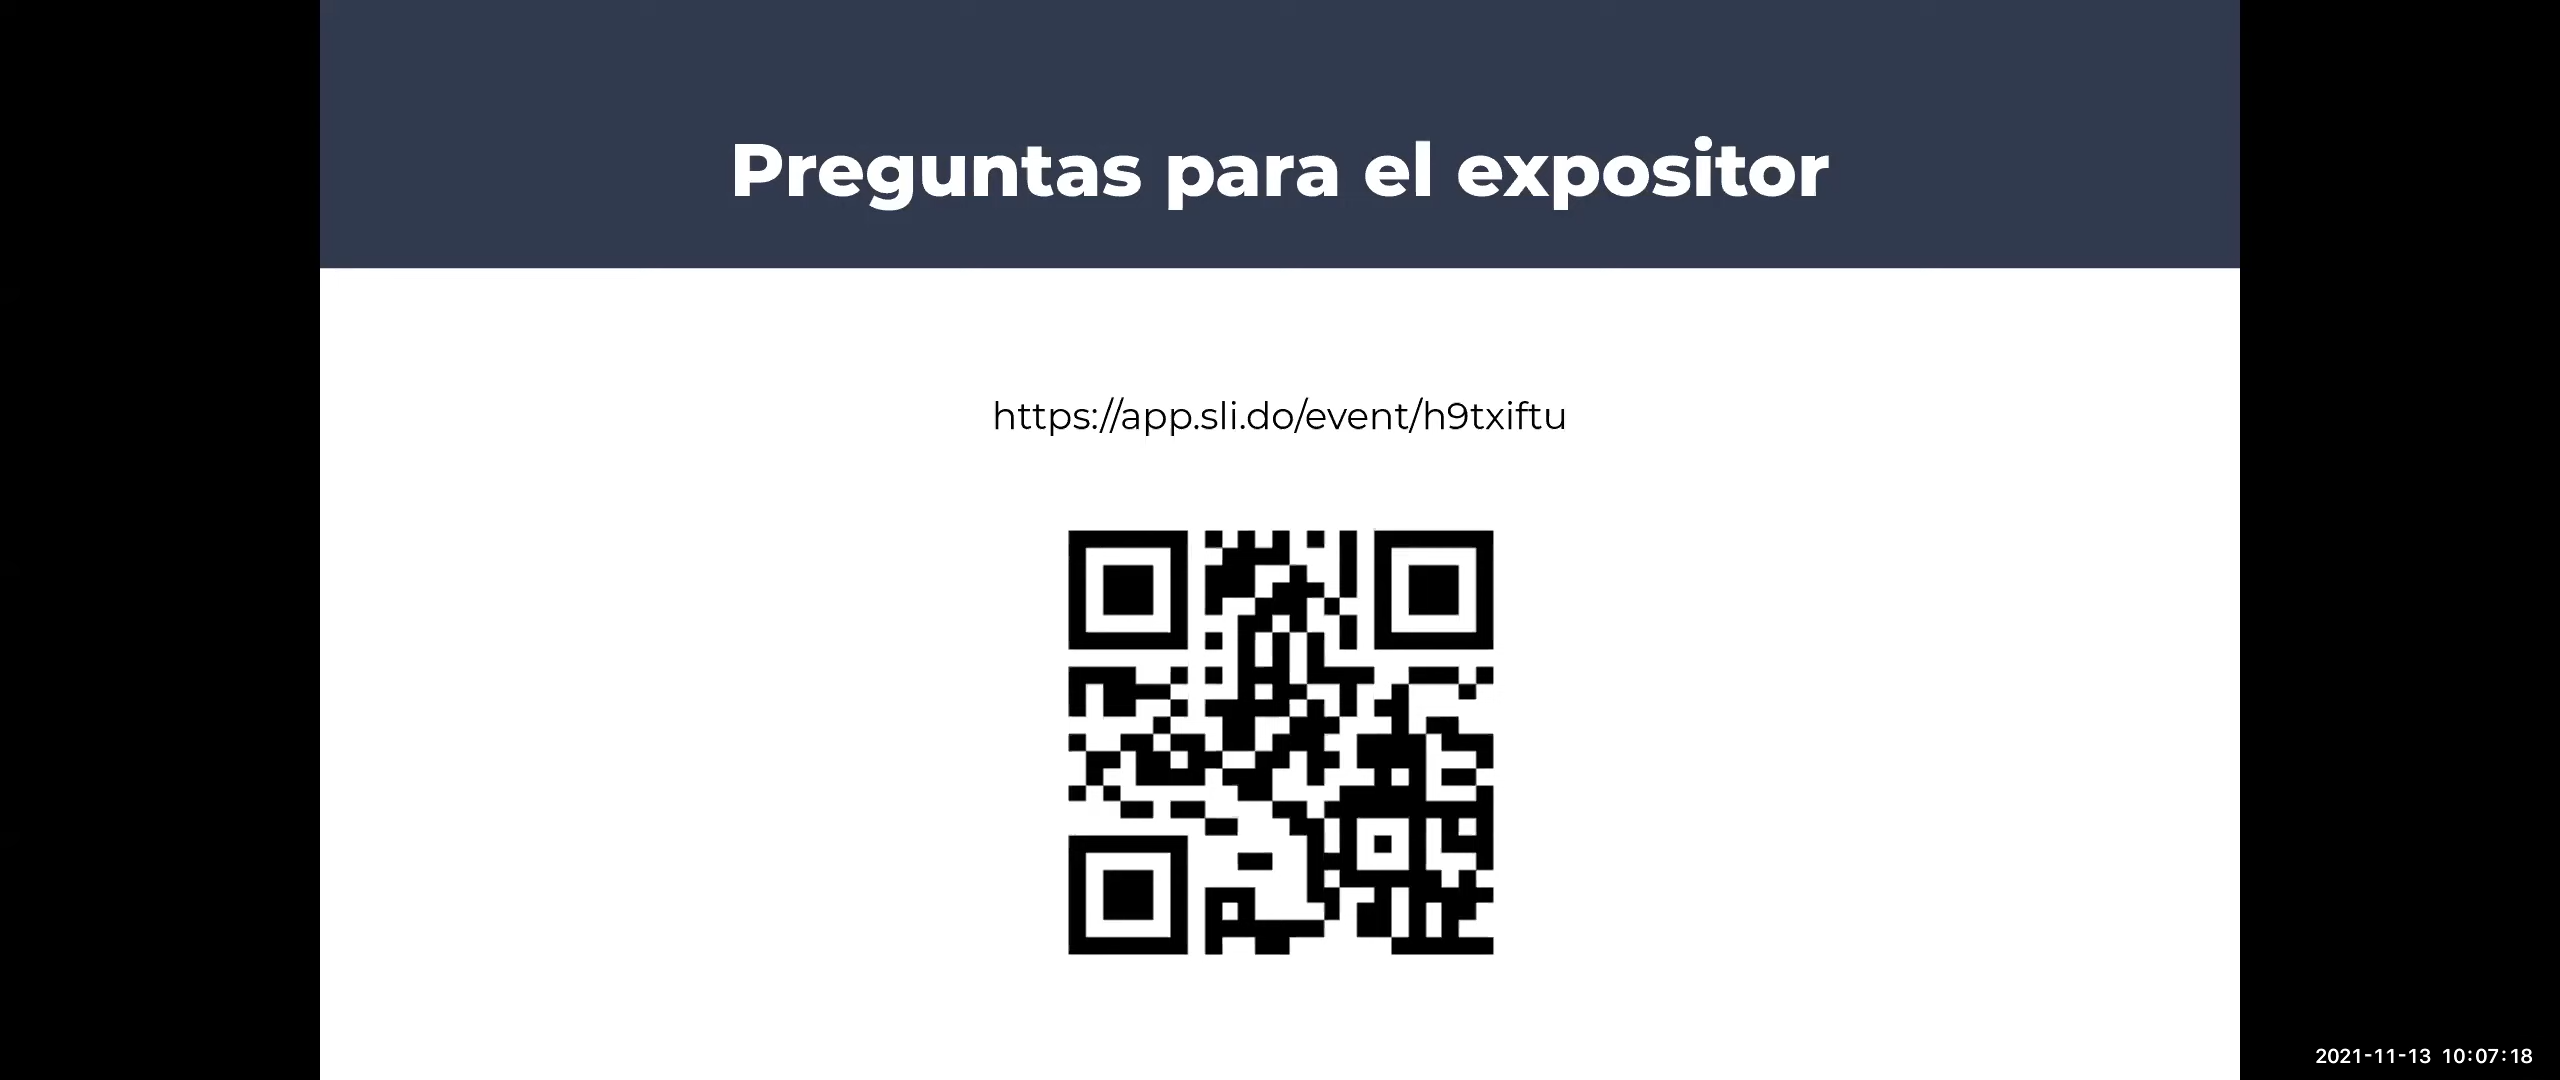 Preguntas para el expositor
https://app.sli.do/event/h9txiftu
2021-11-13 10:07:18